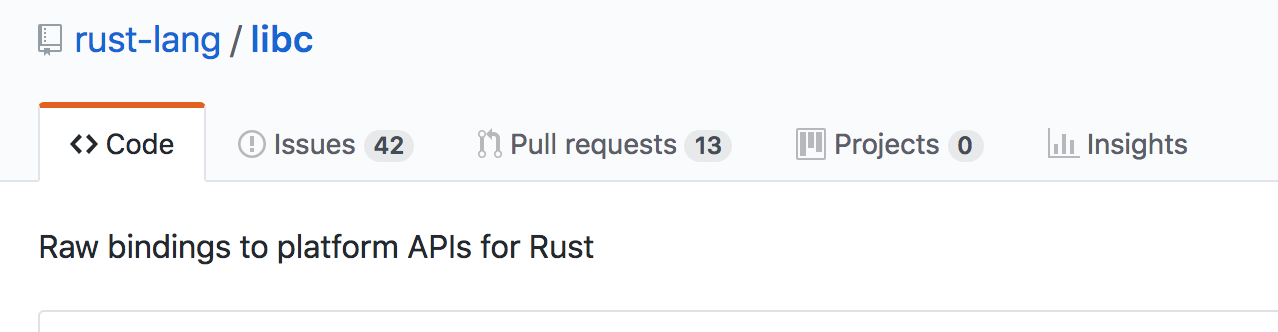 rust-lang / libc
Code Issues 42 Pull requests 13 Projects 0 Insights
Raw bindings to platform APIs for Rust